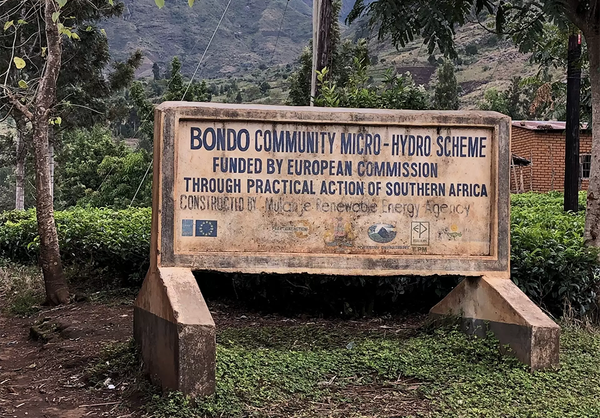 BONDO COMMUNITY MICRO-HYDRO SCHEME
FUNDED BY EUROPEAN COMMISSION
THROUGH PRACTICAL ACTION OF SOUTHERN AFRICA
CONSTRUCTED BY Mulanje Renewable Energy Agency